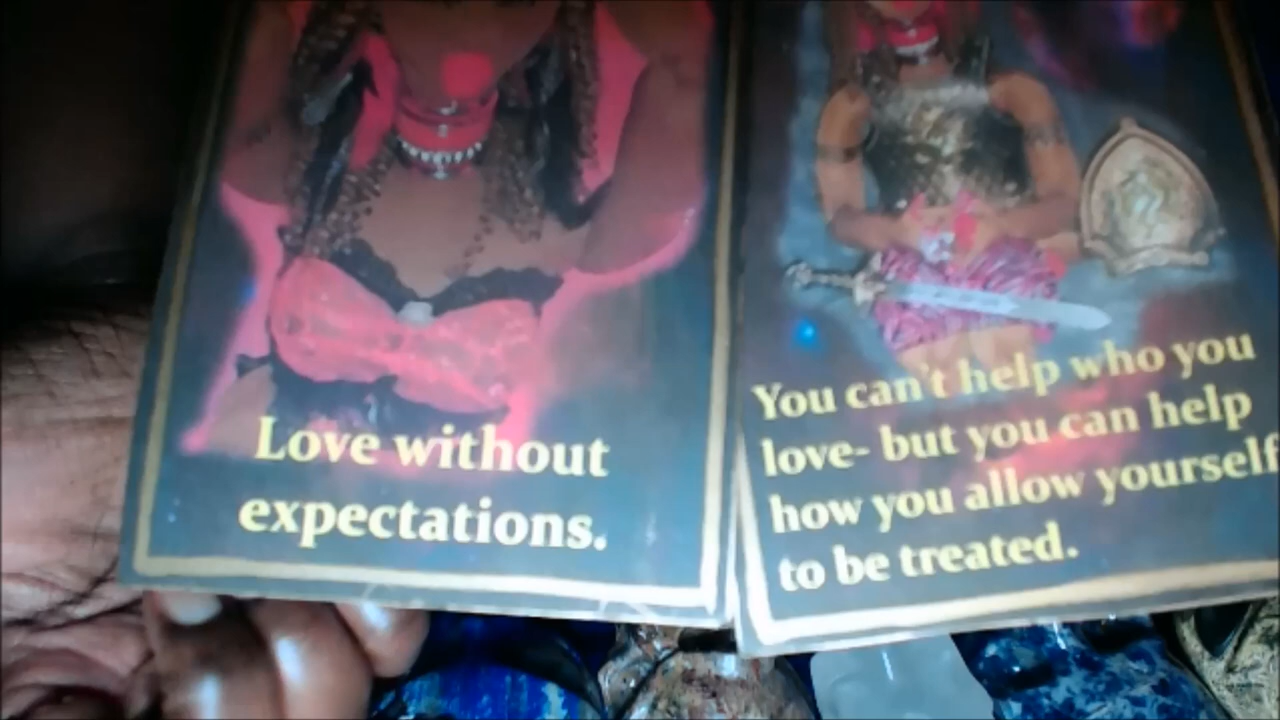 Love without
expectations.
You can't help who you
love- but you can help
how you allow yourself
to be treated.